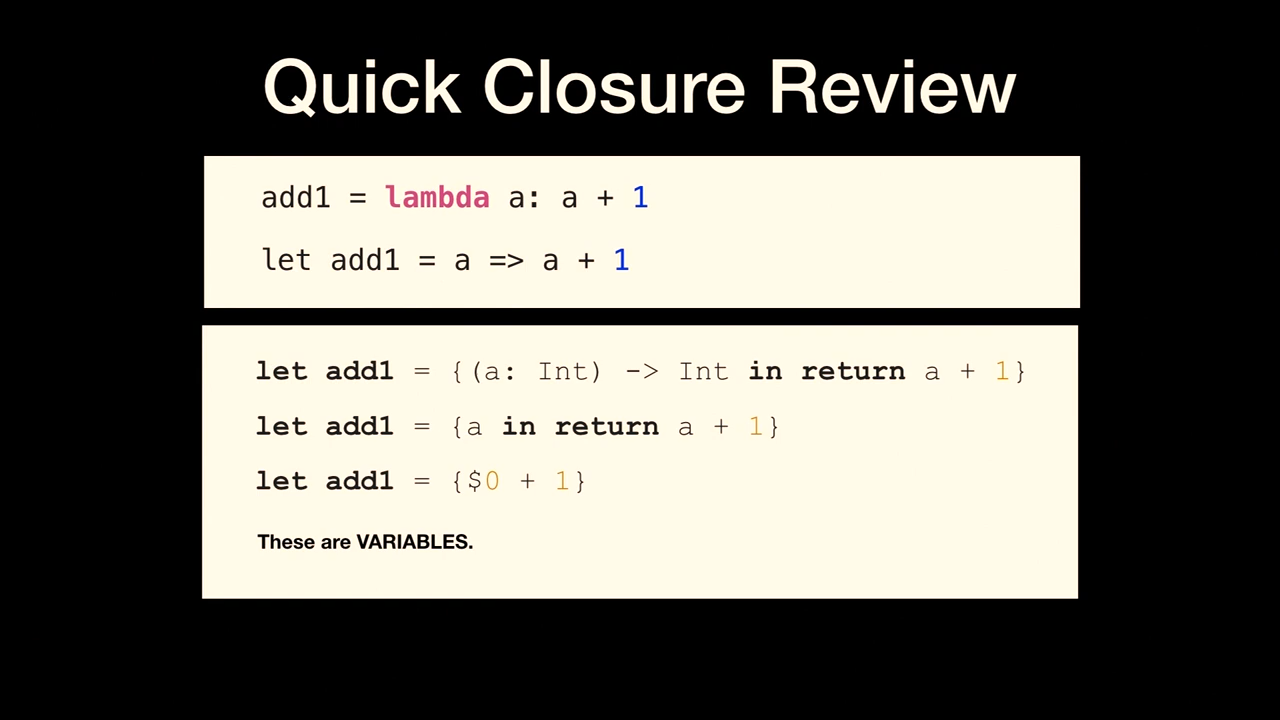 Quick Closure Review
add1 = lambda a: a + 1
let add1 = a => a + 1
let add1 = {(a: Int) -> Int in return a + 1}
let add1 = {a in return a + 1}
let add1 = {$0 + 1}
These are VARIABLES.